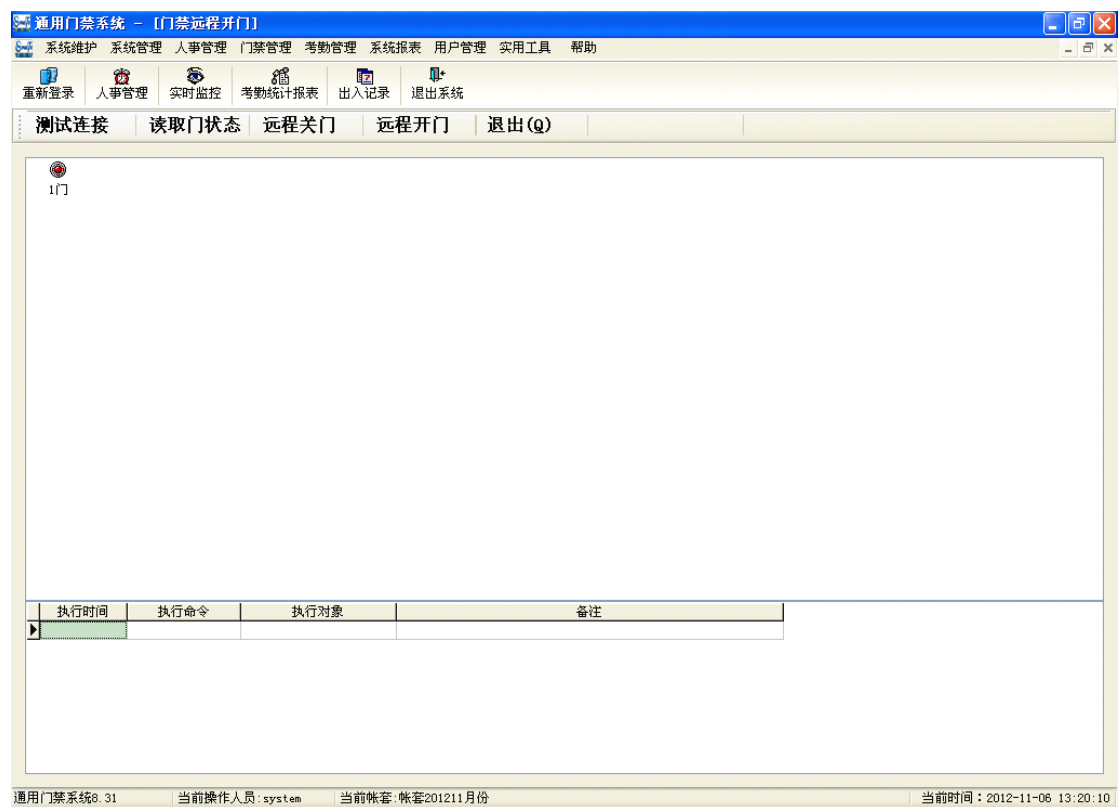 通用门禁系统 - [门禁远程开门]
系统维护 系统管理 人事管理 门禁管理 考勤管理 系统报表 用户管理 实用工具 帮助
重新登录 人事管理 实时监控 考勤统计报表 出入记录 退出系统
测试连接 读取门状态 远程关门 远程开门 退出(Q)
1门
执行时间 执行命令 执行对象 备注
通用门禁系统8.31 当前操作人员:system 当前帐套:帐套201211月份 当前时间：2012-11-06 13:20:10